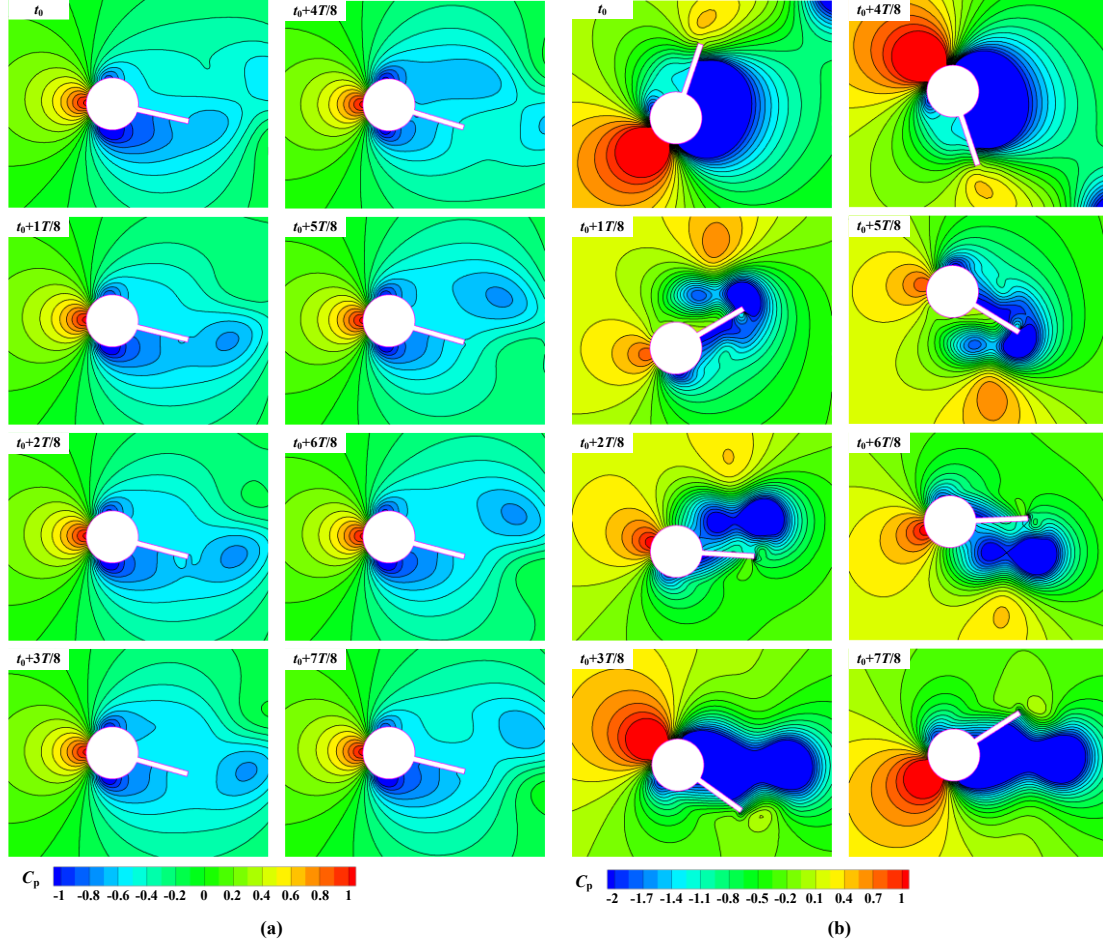 t₀
t₀+4T/8
t₀
t₀+4T/8
t₀+1T/8
t₀+5T/8
t₀+1T/8
t₀+5T/8
t₀+2T/8
t₀+6T/8
t₀+2T/8
t₀+6T/8
t₀+3T/8
t₀+7T/8
t₀+3T/8
t₀+7T/8
Cₚ
-1 -0.8 -0.6 -0.4 -0.2 0 0.2 0.4 0.6 0.8 1
Cₚ
-2 -1.7 -1.4 -1.1 -0.8 -0.5 -0.2 0.1 0.4 0.7 1
(a)
(b)